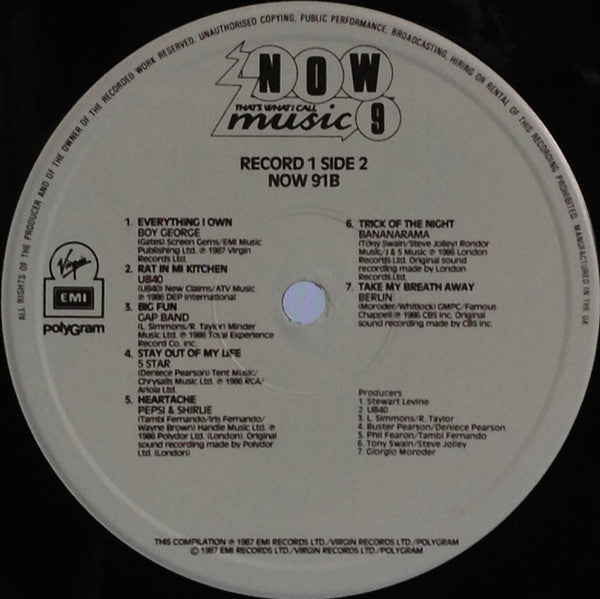 ALL RIGHTS OF THE PRODUCER AND OF THE OWNER OF THE RECORDED WORK RESERVED. UNAUTHORISED COPYING, PUBLIC PERFORMANCE, BROADCASTING, HIRING OR RENTAL OF THIS RECORDING PROHIBITED. MANUFACTURED IN THE UK
NOW
THAT'S WHAT I CALL
music 9
RECORD 1 SIDE 2
NOW 91B
1. EVERYTHING I OWN
BOY GEORGE
(Gates) Screen Gems/EMI Music
Publishing Ltd. ℗ 1987 Virgin
Records Ltd.
2. RAT IN MI KITCHEN
UB40
(UB40) New Claims/ATV Music
℗ 1986 DEP International
3. BIG FUN
GAP BAND
(L. Simmons/R. Taylor) Minder
Music Ltd. ℗ 1986 Total Experience
Record Co. Inc.
4. STAY OUT OF MY LIFE
5 STAR
(Deniece Pearson) Tent Music/
Chrysalis Music Ltd. ℗ 1986 RCA/
Ariola Ltd.
5. HEARTACHE
PEPSI & SHIRLIE
(Tambi Fernando/Iris Fernando/
Wayne Brown) Handle Music Ltd. ℗
1986 Polydor Ltd. (London). Original
sound recording made by Polydor
Ltd. (London)
6. TRICK OF THE NIGHT
BANANARAMA
(Tony Swain/Steve Jolley) Rondor
Music/J & S Music ℗ 1986 London
Records Ltd. Original sound
recording made by London
Records Ltd.
7. TAKE MY BREATH AWAY
BERLIN
(Moroder/Whitlock) GMPC/Famous
Chappell ℗ 1986 CBS Inc. Original
sound recording made by CBS Inc.
Producers
1 Stewart Levine
2 UB40
3 L. Simmons/R. Taylor
4 Buster Pearson/Deniece Pearson
5 Phil Fearon/Tambi Fernando
6 Tony Swain/Steve Jolley
7 Giorgio Moroder
Virgin
EMI
polyGram
THIS COMPILATION ℗ 1987 EMI RECORDS LTD./VIRGIN RECORDS LTD./POLYGRAM
© 1987 EMI RECORDS LTD./VIRGIN RECORDS LTD./POLYGRAM